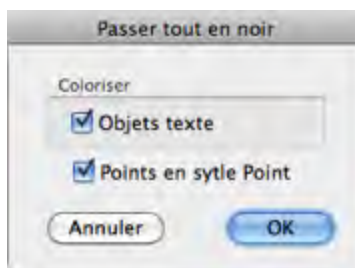 Passer tout en noir
Coloriser
Objets texte
Points en sytle Point
Annuler
OK